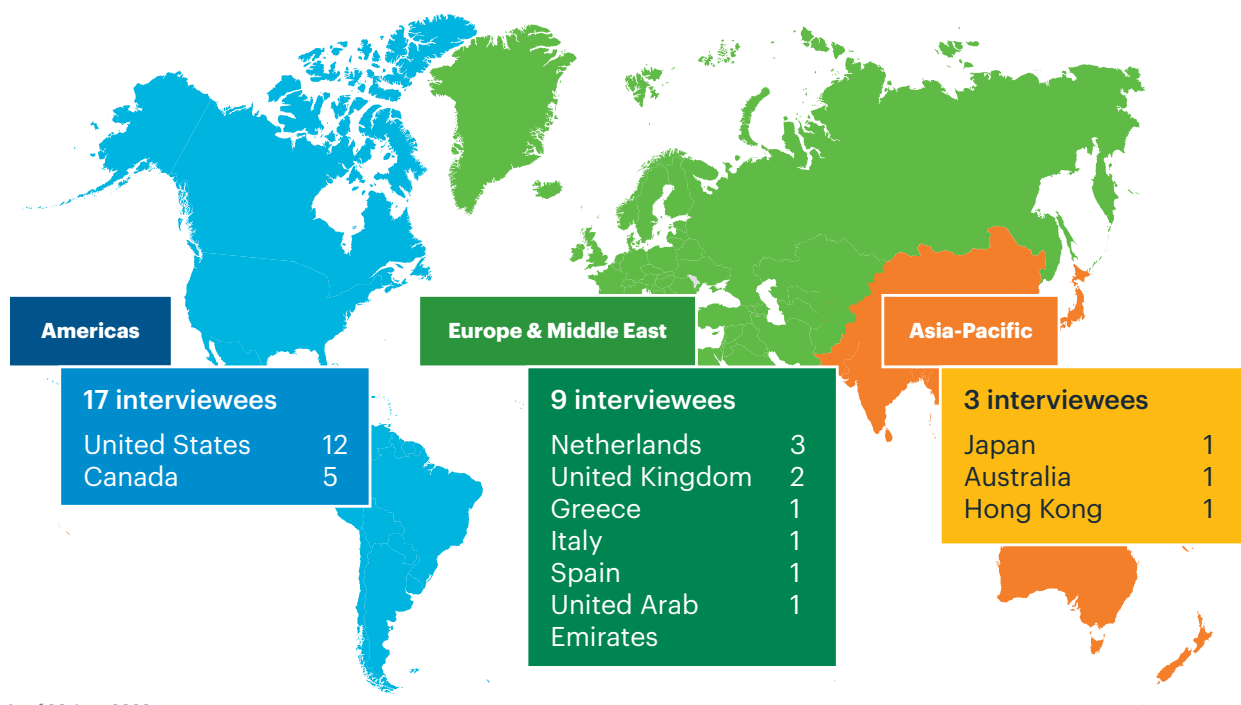 Americas
17 interviewees
United States 12
Canada 5
Europe & Middle East
9 interviewees
Netherlands 3
United Kingdom 2
Greece 1
Italy 1
Spain 1
United Arab 1
Emirates
Asia-Pacific
3 interviewees
Japan 1
Australia 1
Hong Kong 1